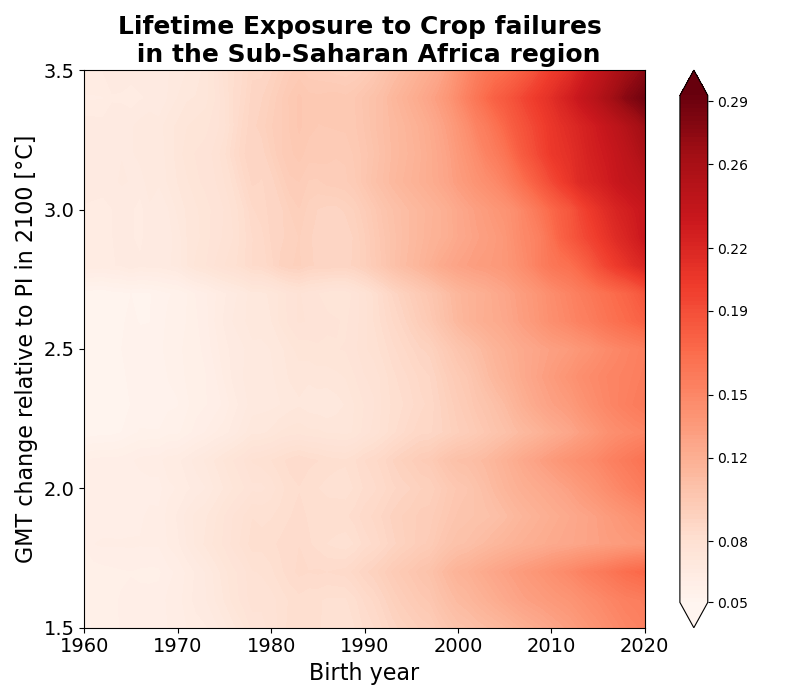 Lifetime Exposure to Crop failures
in the Sub-Saharan Africa region
GMT change relative to PI in 2100 [°C]
3.5
3.0
2.5
2.0
1.5
1960 1970 1980 1990 2000 2010 2020
Birth year
0.29
0.26
0.22
0.19
0.15
0.12
0.08
0.05